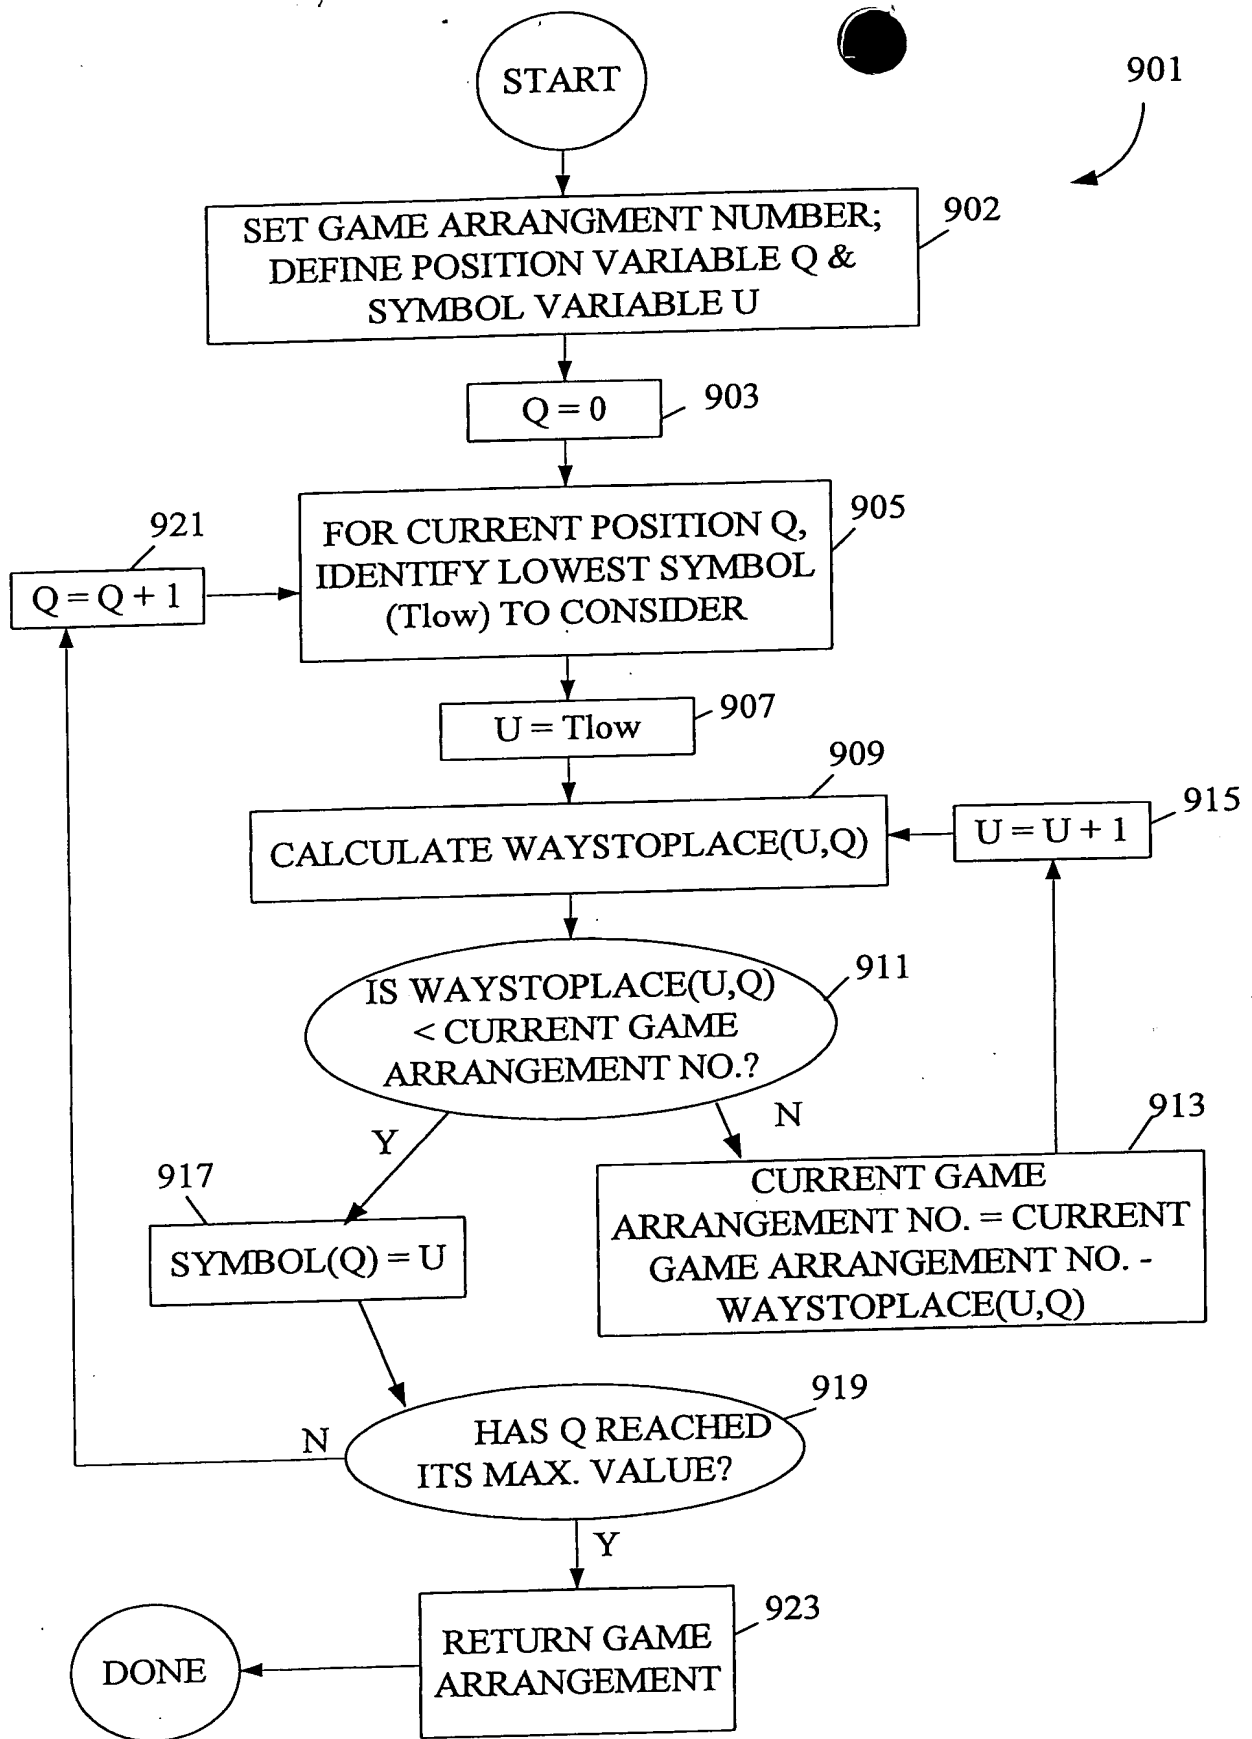 START
901
SET GAME ARRANGMENT NUMBER;
DEFINE POSITION VARIABLE Q &
SYMBOL VARIABLE U
902
Q = 0
903
921
Q = Q + 1
FOR CURRENT POSITION Q,
IDENTIFY LOWEST SYMBOL
(Tlow) TO CONSIDER
905
U = Tlow
907
909
CALCULATE WAYSTOPLACE(U,Q)
U = U + 1
915
IS WAYSTOPLACE(U,Q)
< CURRENT GAME
ARRANGEMENT NO.?
911
Y
N
913
917
SYMBOL(Q) = U
CURRENT GAME
ARRANGEMENT NO. = CURRENT
GAME ARRANGEMENT NO. -
WAYSTOPLACE(U,Q)
919
N
HAS Q REACHED
ITS MAX. VALUE?
Y
923
RETURN GAME
ARRANGEMENT
DONE